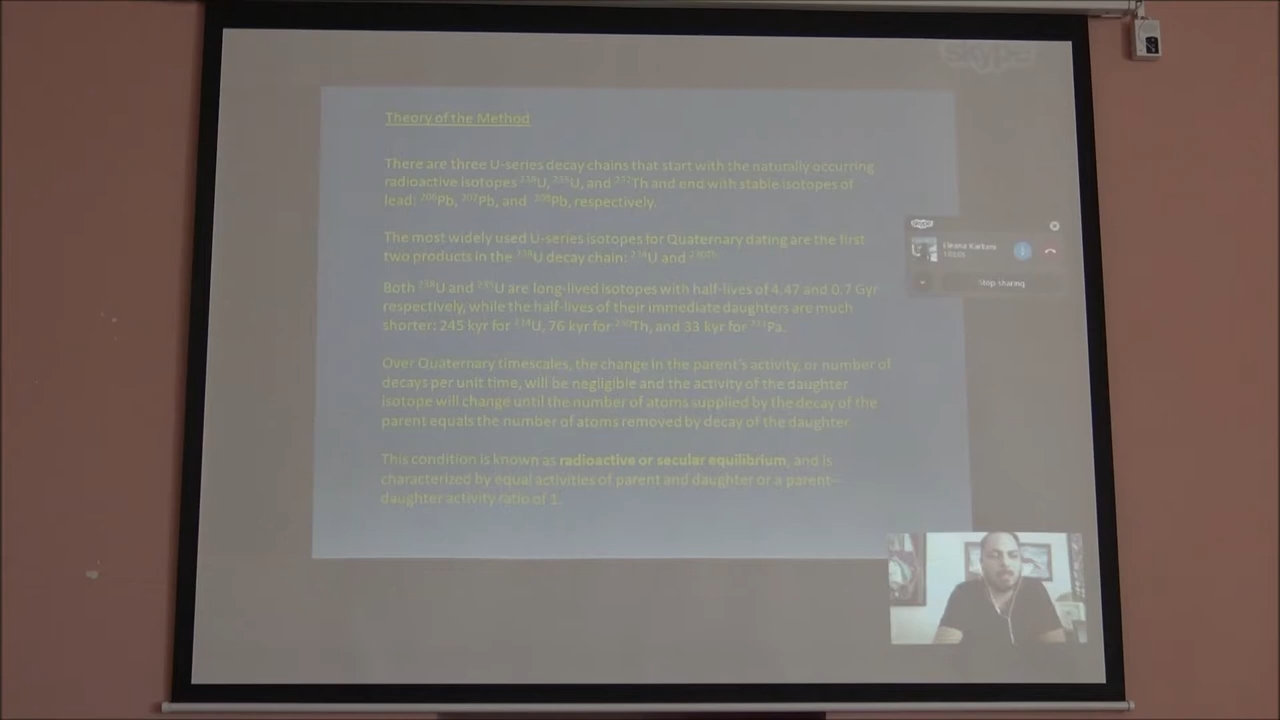 skype
Theory of the Method
There are three U-series decay chains that start with the naturally occurring
radioactive isotopes ²³⁸U, ²³⁵U, and ²³²Th and end with stable isotopes of
lead: ²⁰⁶Pb, ²⁰⁷Pb, and ²⁰⁸Pb, respectively.
The most widely used U-series isotopes for Quaternary dating are the first
two products in the ²³⁸U decay chain: ²³⁴U and ²³⁰Th.
Both ²³⁸U and ²³⁵U are long-lived isotopes with half-lives of 4.47 and 0.7 Gyr
respectively, while the half-lives of their immediate daughters are much
shorter: 245 kyr for ²³⁴U, 76 kyr for ²³⁰Th, and 33 kyr for ²³¹Pa.
Over Quaternary timescales, the change in the parent's activity, or number of
decays per unit time, will be negligible and the activity of the daughter
isotope will change until the number of atoms supplied by the decay of the
parent equals the number of atoms removed by decay of the daughter
This condition is known as radioactive or secular equilibrium, and is
characterized by equal activities of parent and daughter or a parent–
daughter activity ratio of 1.
skype
Stop sharing